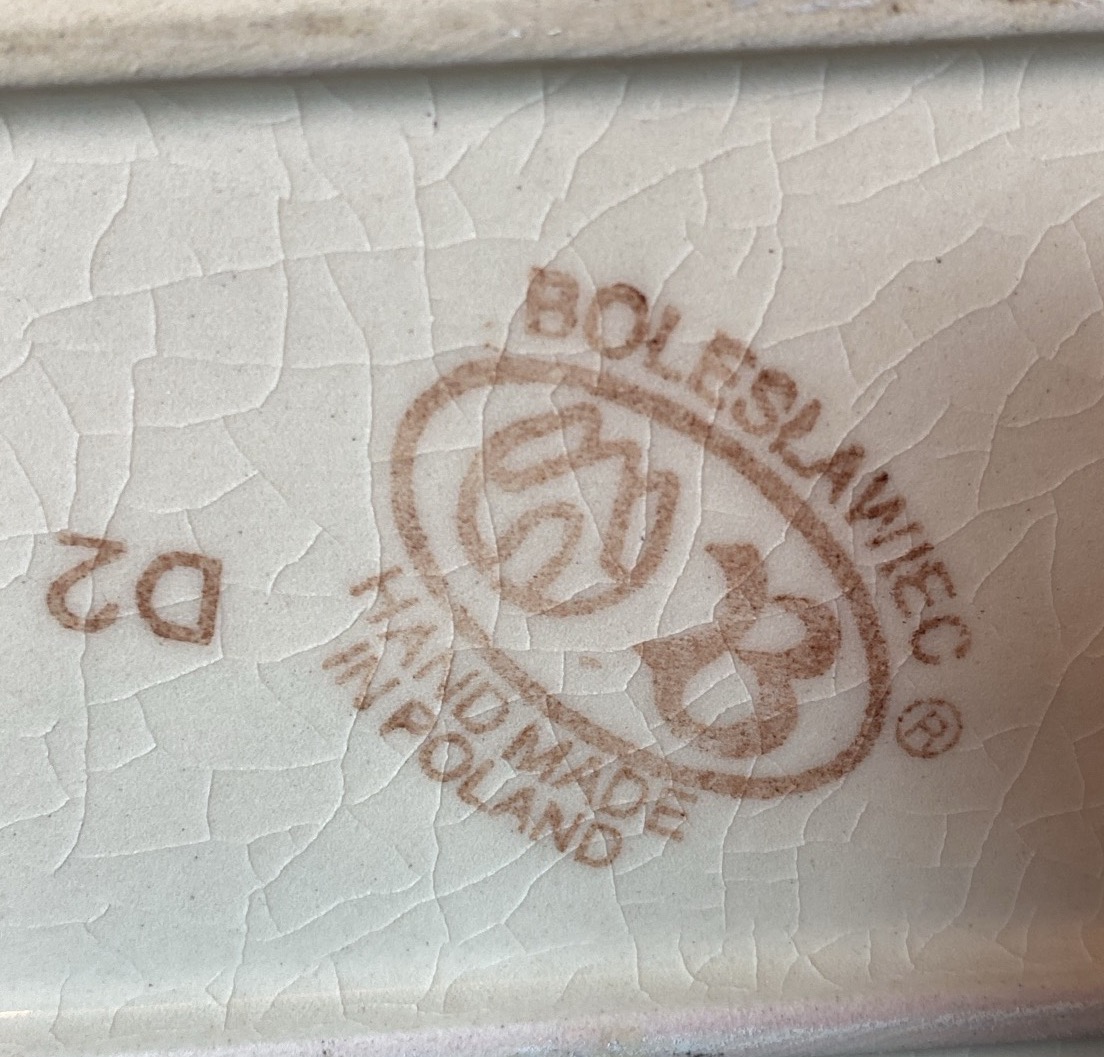 BOLESLAWIEC
®
HAND MADE
IN POLAND
D2